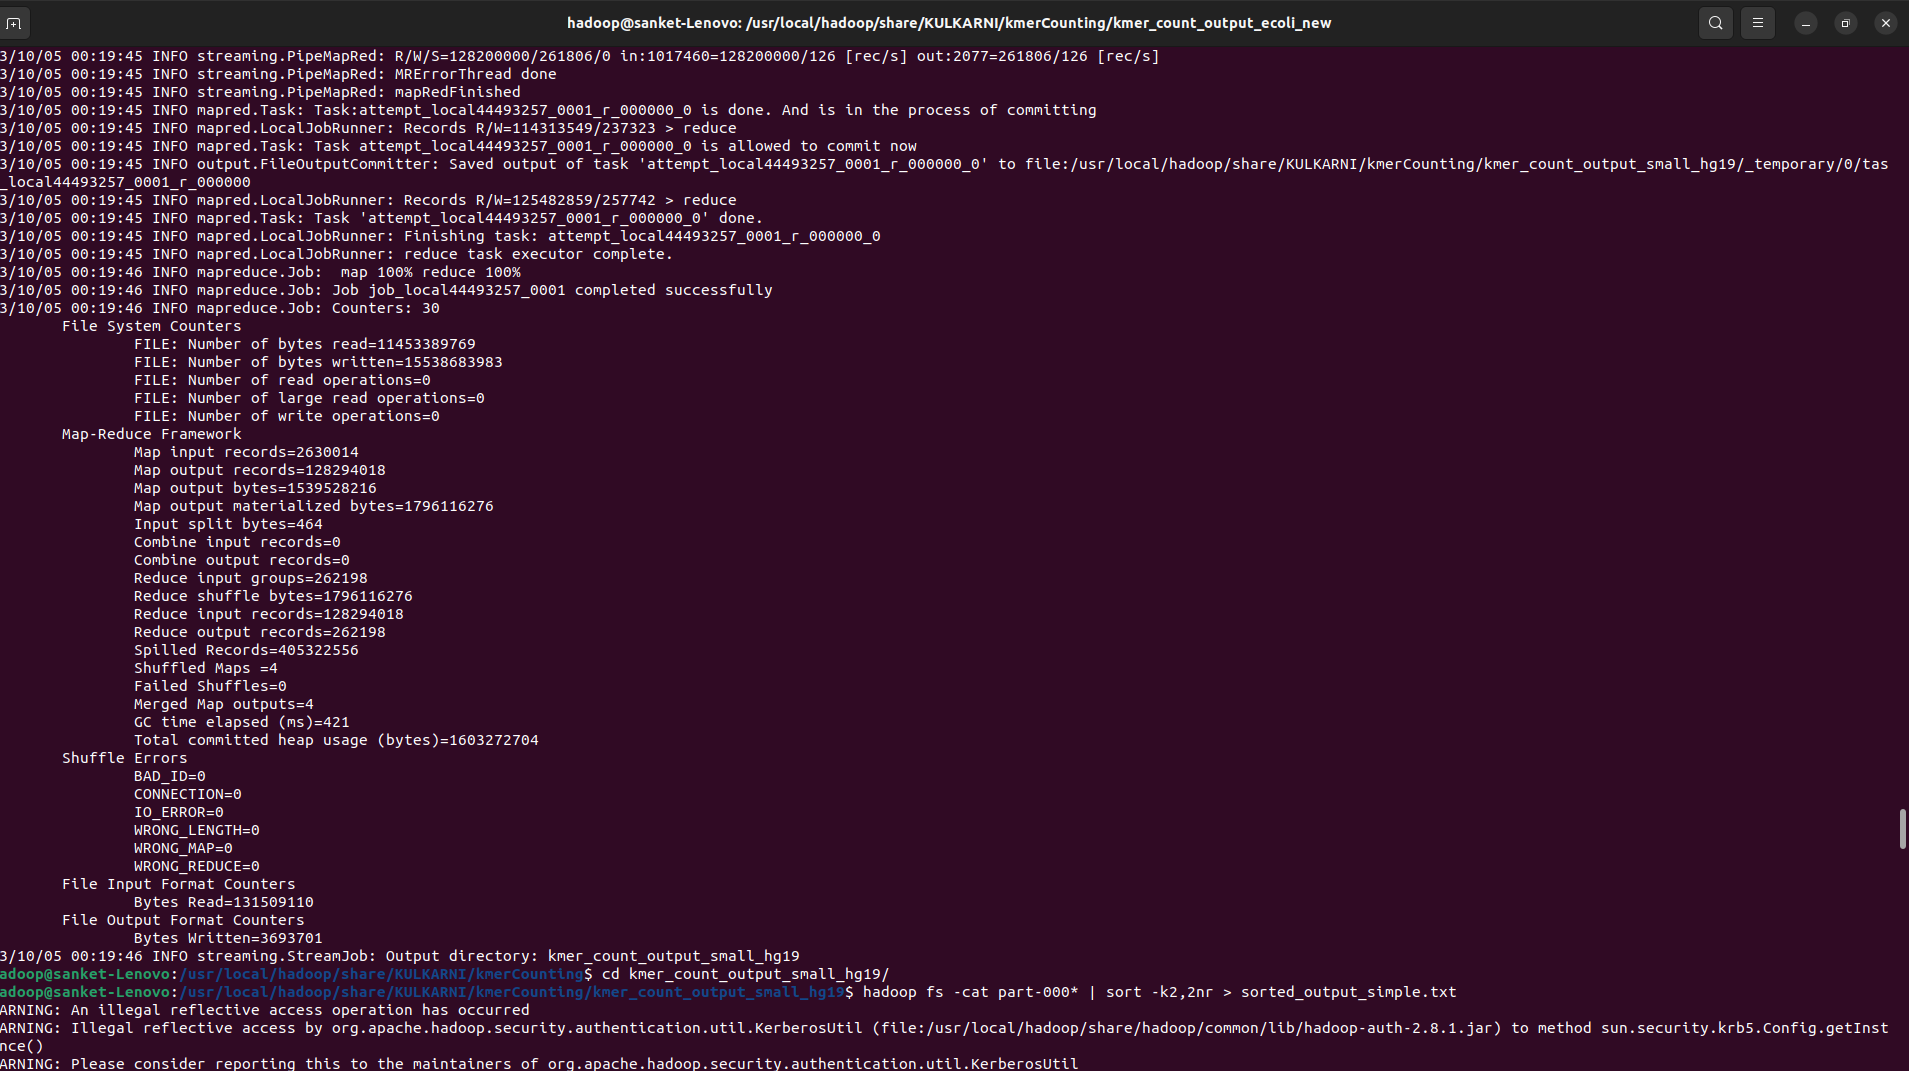 hadoop@sanket-Lenovo: /usr/local/hadoop/share/KULKARNI/kmerCounting/kmer_count_output_ecoli_new
3/10/05 00:19:45 INFO streaming.PipeMapRed: R/W/S=128200000/261806/0 in:1017460=128200000/126 [rec/s] out:2077=261806/126 [rec/s]
3/10/05 00:19:45 INFO streaming.PipeMapRed: MRErrorThread done
3/10/05 00:19:45 INFO streaming.PipeMapRed: mapRedFinished
3/10/05 00:19:45 INFO mapred.Task: Task:attempt_local44493257_0001_r_000000_0 is done. And is in the process of committing
3/10/05 00:19:45 INFO mapred.LocalJobRunner: Records R/W=114313549/237323 > reduce
3/10/05 00:19:45 INFO mapred.Task: Task attempt_local44493257_0001_r_000000_0 is allowed to commit now
3/10/05 00:19:45 INFO output.FileOutputCommitter: Saved output of task 'attempt_local44493257_0001_r_000000_0' to file:/usr/local/hadoop/share/KULKARNI/kmerCounting/kmer_count_output_small_hg19/_temporary/0/tas
_local44493257_0001_r_000000
3/10/05 00:19:45 INFO mapred.LocalJobRunner: Records R/W=125482859/257742 > reduce
3/10/05 00:19:45 INFO mapred.Task: Task 'attempt_local44493257_0001_r_000000_0' done.
3/10/05 00:19:45 INFO mapred.LocalJobRunner: Finishing task: attempt_local44493257_0001_r_000000_0
3/10/05 00:19:45 INFO mapred.LocalJobRunner: reduce task executor complete.
3/10/05 00:19:46 INFO mapreduce.Job:  map 100% reduce 100%
3/10/05 00:19:46 INFO mapreduce.Job: Job job_local44493257_0001 completed successfully
3/10/05 00:19:46 INFO mapreduce.Job: Counters: 30
File System Counters
FILE: Number of bytes read=11453389769
FILE: Number of bytes written=15538683983
FILE: Number of read operations=0
FILE: Number of large read operations=0
FILE: Number of write operations=0
Map-Reduce Framework
Map input records=2630014
Map output records=128294018
Map output bytes=1539528216
Map output materialized bytes=1796116276
Input split bytes=464
Combine input records=0
Combine output records=0
Reduce input groups=262198
Reduce shuffle bytes=1796116276
Reduce input records=128294018
Reduce output records=262198
Spilled Records=405322556
Shuffled Maps =4
Failed Shuffles=0
Merged Map outputs=4
GC time elapsed (ms)=421
Total committed heap usage (bytes)=1603272704
Shuffle Errors
BAD_ID=0
CONNECTION=0
IO_ERROR=0
WRONG_LENGTH=0
WRONG_MAP=0
WRONG_REDUCE=0
File Input Format Counters
Bytes Read=131509110
File Output Format Counters
Bytes Written=3693701
3/10/05 00:19:46 INFO streaming.StreamJob: Output directory: kmer_count_output_small_hg19
adoop@sanket-Lenovo:/usr/local/hadoop/share/KULKARNI/kmerCounting$ cd kmer_count_output_small_hg19/
adoop@sanket-Lenovo:/usr/local/hadoop/share/KULKARNI/kmerCounting/kmer_count_output_small_hg19$ hadoop fs -cat part-000* | sort -k2,2nr > sorted_output_simple.txt
ARNING: An illegal reflective access operation has occurred
ARNING: Illegal reflective access by org.apache.hadoop.security.authentication.util.KerberosUtil (file:/usr/local/hadoop/share/hadoop/common/lib/hadoop-auth-2.8.1.jar) to method sun.security.krb5.Config.getInst
nce()
ARNING: Please consider reporting this to the maintainers of org.apache.hadoop.security.authentication.util.KerberosUtil